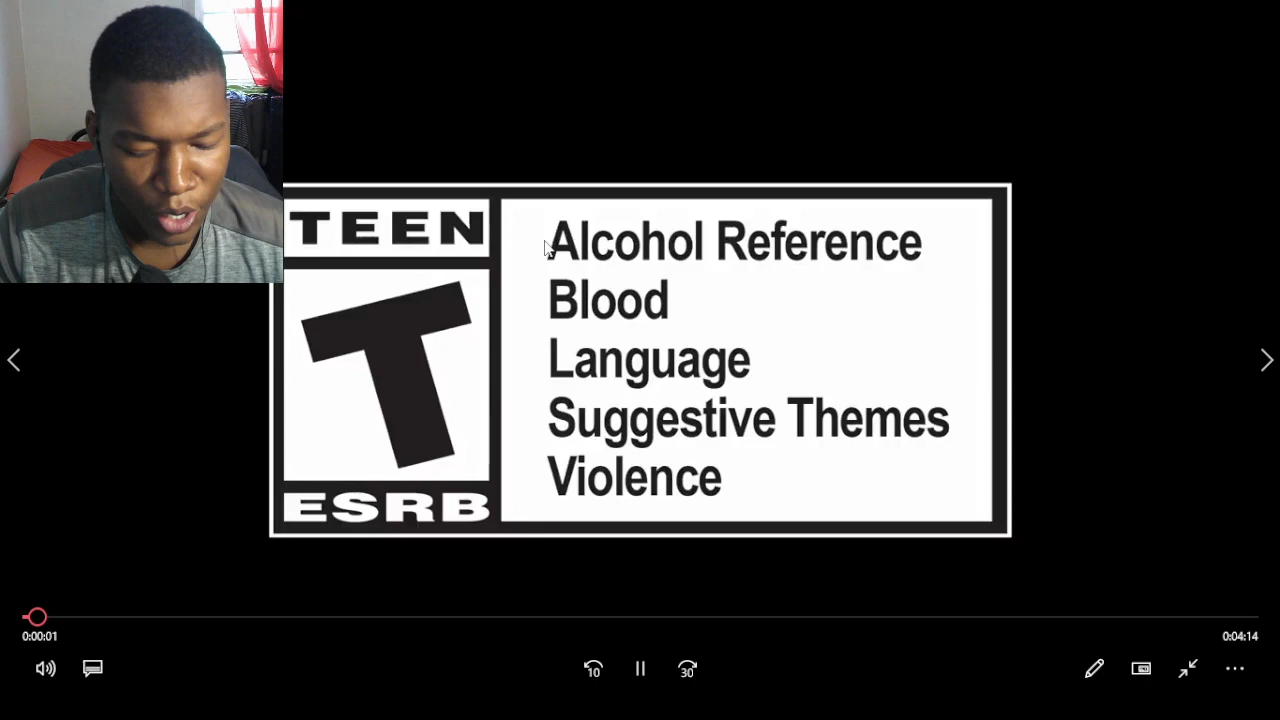 TEEN
T
ESRB
Alcohol Reference
Blood
Language
Suggestive Themes
Violence
0:00:01
0:04:14
10
30